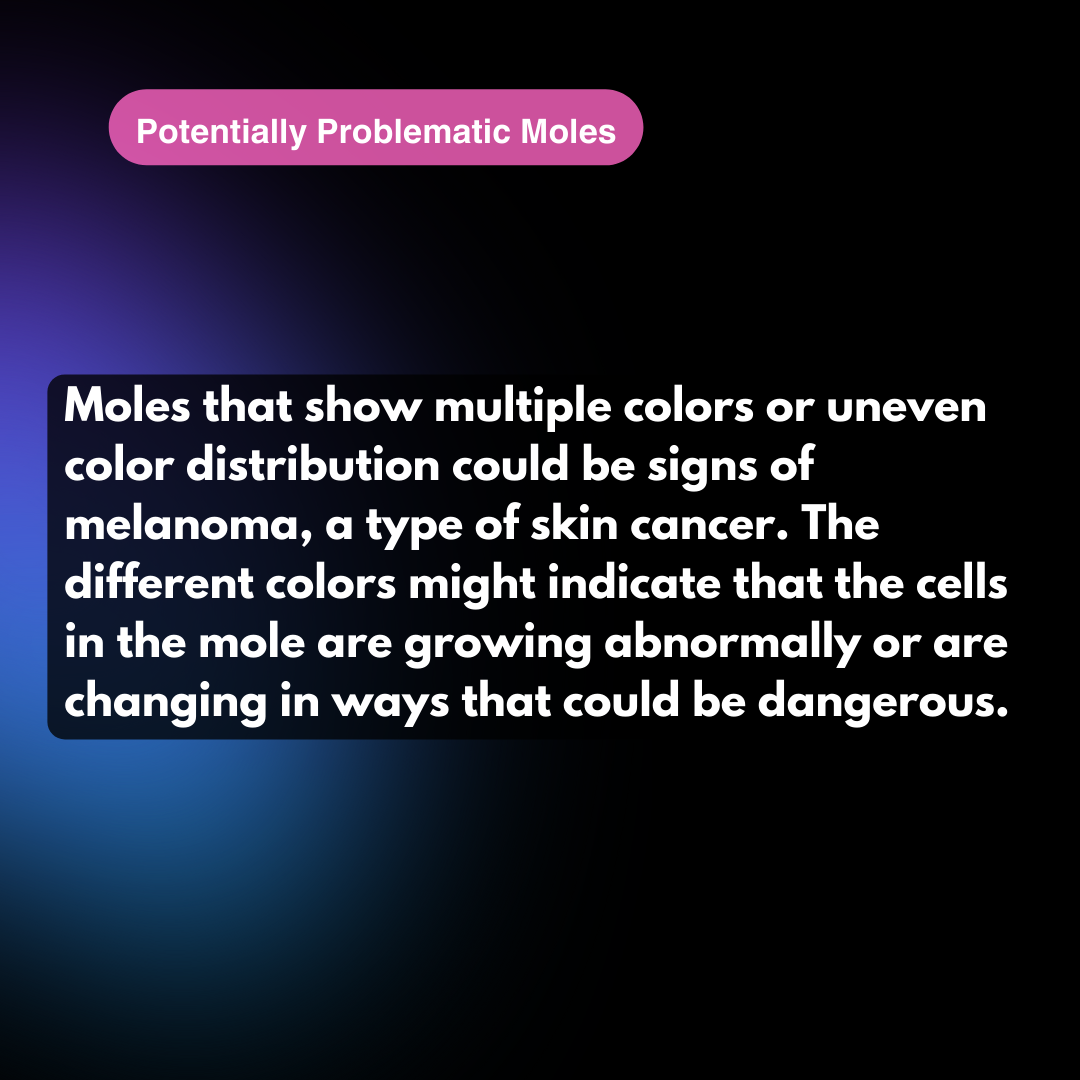 Potentially Problematic Moles
Moles that show multiple colors or uneven
color distribution could be signs of
melanoma, a type of skin cancer. The
different colors might indicate that the cells
in the mole are growing abnormally or are
changing in ways that could be dangerous.